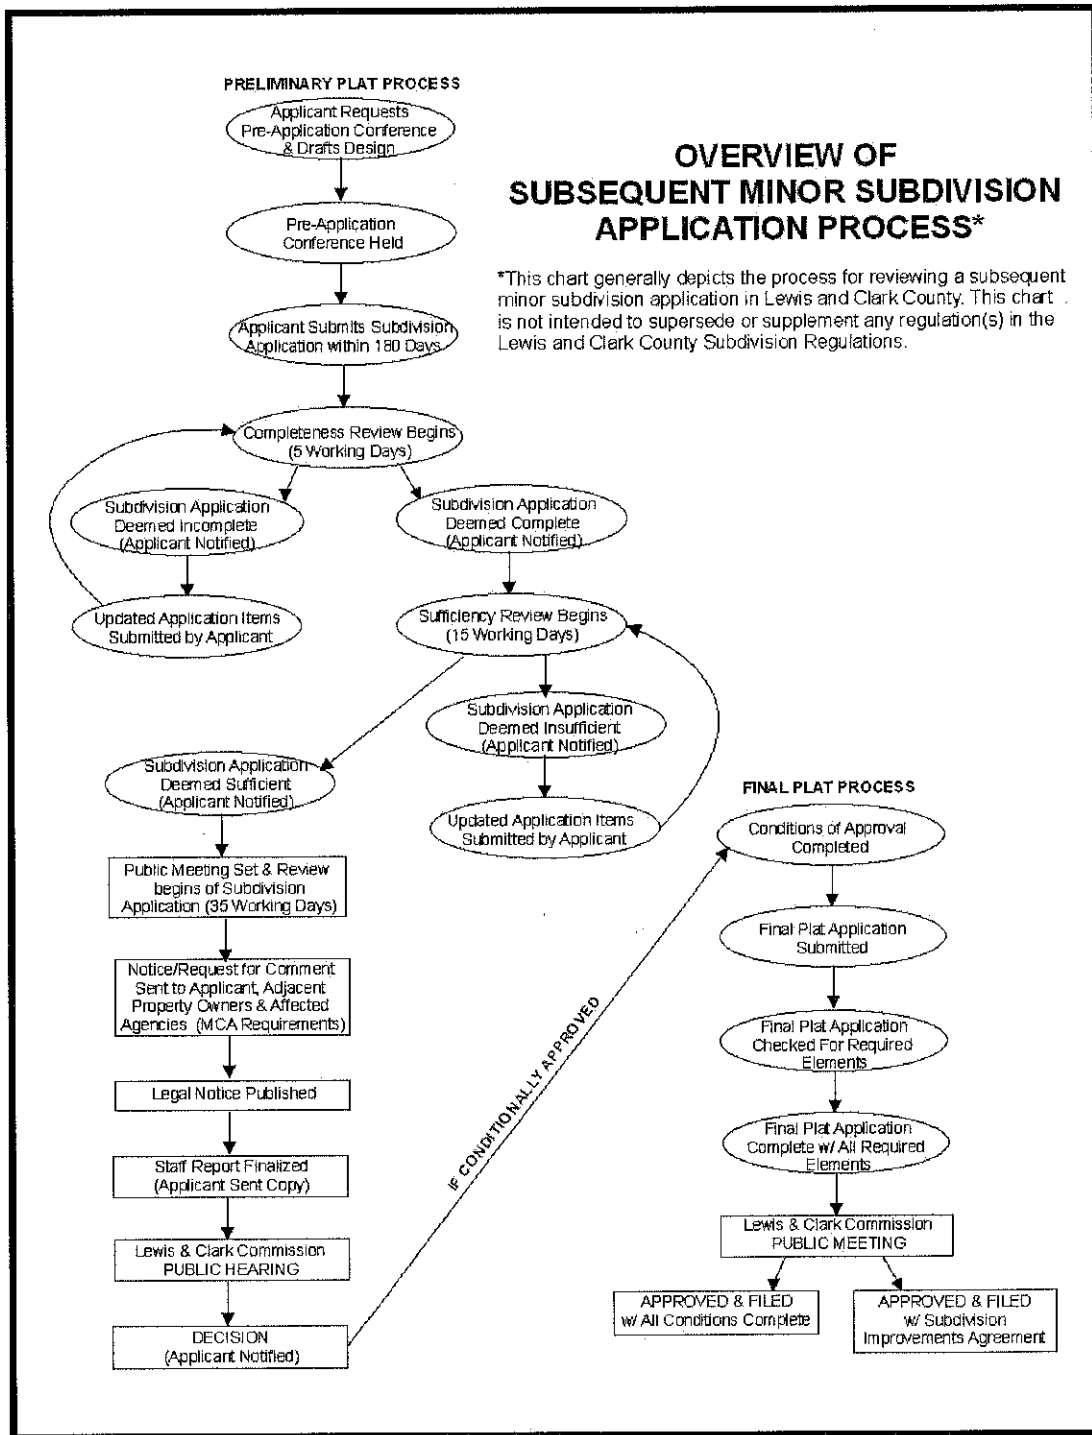 PRELIMINARY PLAT PROCESS
Applicant Requests
Pre-Application Conference
& Drafts Design
OVERVIEW OF
SUBSEQUENT MINOR SUBDIVISION
APPLICATION PROCESS*
*This chart generally depicts the process for reviewing a subsequent
minor subdivision application in Lewis and Clark County. This chart
is not intended to supersede or supplement any regulation(s) in the
Lewis and Clark County Subdivision Regulations.
Pre-Application
Conference Held
Applicant Submits Subdivision
Application within 180 Days
Completeness Review Begins
(5 Working Days)
Subdivision Application
Deemed Incomplete
(Applicant Notified)
Subdivision Application
Deemed Complete
(Applicant Notified)
Updated Application Items
Submitted by Applicant
Sufficiency Review Begins
(15 Working Days)
Subdivision Application
Deemed Insufficient
(Applicant Notified)
Subdivision Application
Deemed Sufficient
(Applicant Notified)
Updated Application Items
Submitted by Applicant
Public Meeting Set & Review
begins of Subdivision
Application (35 Working Days)
Notice/Request for Comment
Sent to Applicant, Adjacent
Property Owners & Affected
Agencies (MCA Requirements)
Legal Notice Published
Staff Report Finalized
(Applicant Sent Copy)
Lewis & Clark Commission
PUBLIC HEARING
DECISION
(Applicant Notified)
IF CONDITIONALLY APPROVED
FINAL PLAT PROCESS
Conditions of Approval
Completed
Final Plat Application
Submitted
Final Plat Application
Checked For Required
Elements
Final Plat Application
Complete w/ All Required
Elements
Lewis & Clark Commission
PUBLIC MEETING
APPROVED & FILED
w/ All Conditions Complete
APPROVED & FILED
w/ Subdivision
Improvements Agreement